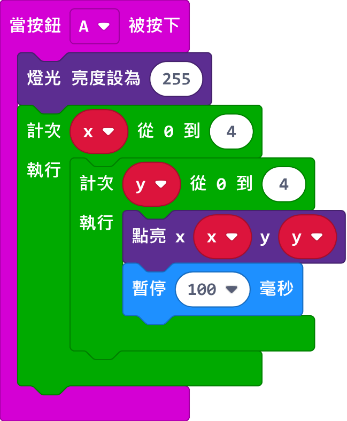 當按鈕 A 被按下
燈光 亮度設為 255
計次 x 從 0 到 4
執行
計次 y 從 0 到 4
執行
點亮 x x y y
暫停 100 毫秒